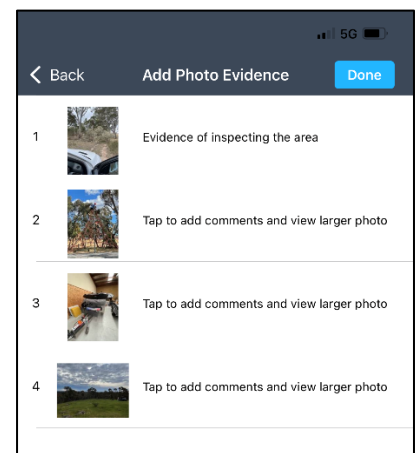 5G
Back Add Photo Evidence Done
1 Evidence of inspecting the area
2 Tap to add comments and view larger photo
3 Tap to add comments and view larger photo
4 Tap to add comments and view larger photo